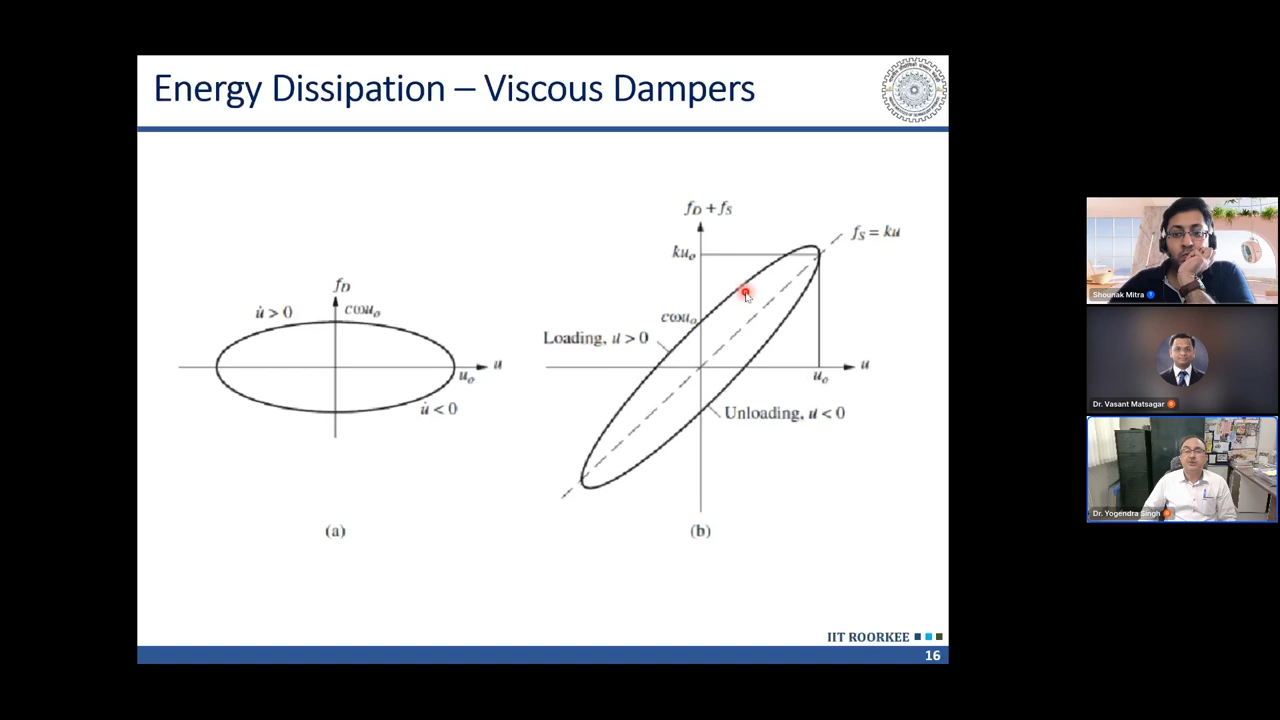 Energy Dissipation – Viscous Dampers
f_D
u̇ > 0
cωu_o
u
u_o
u̇ < 0
(a)
f_D + f_S
f_S = ku
ku_o
cωu_o
Loading, u̇ > 0
u
u_o
Unloading, u̇ < 0
(b)
IIT ROORKEE
16
Shounak Mitra
Dr. Vasant Matsagar
Dr. Yogendra Singh